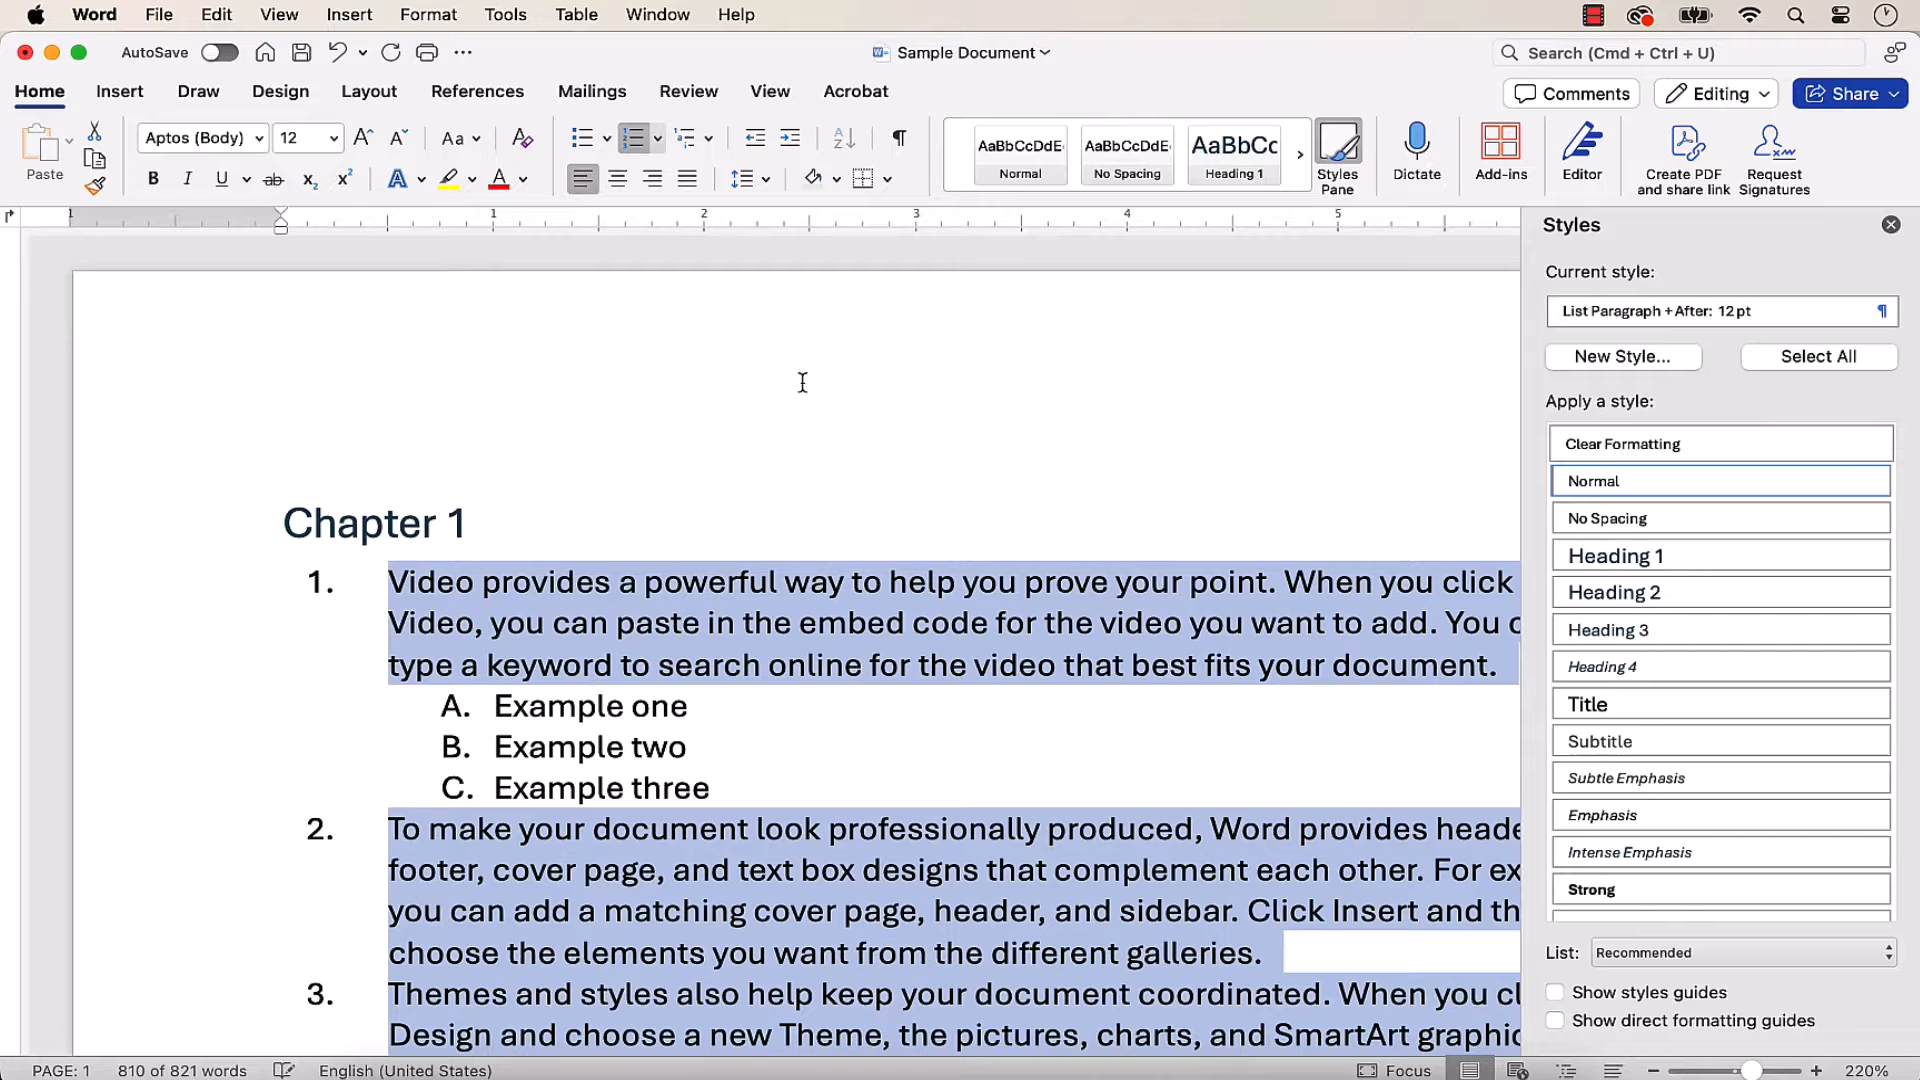 Word File Edit View Insert Format Tools Table Window Help
AutoSave Sample Document Search (Cmd + Ctrl + U)
Home Insert Draw Design Layout References Mailings Review View Acrobat Comments Editing Share
Paste
Aptos (Body) 12 Aa
B I U ab x₂ x² A A
AaBbCcDdE AaBbCcDdE AaBbCc
Normal No Spacing Heading 1
Styles Pane
Dictate
Add-ins
Editor
Create PDF
and share link
Request
Signatures
1 1 2 3 4 5
Styles
Current style:
List Paragraph + After: 12 pt
New Style... Select All
Apply a style:
Clear Formatting
Normal
No Spacing
Heading 1
Heading 2
Heading 3
Heading 4
Title
Subtitle
Subtle Emphasis
Emphasis
Intense Emphasis
Strong
List: Recommended
Show styles guides
Show direct formatting guides
Chapter 1
1. Video provides a powerful way to help you prove your point. When you click
Video, you can paste in the embed code for the video you want to add. You c
type a keyword to search online for the video that best fits your document.
A. Example one
B. Example two
C. Example three
2. To make your document look professionally produced, Word provides heade
footer, cover page, and text box designs that complement each other. For ex
you can add a matching cover page, header, and sidebar. Click Insert and th
choose the elements you want from the different galleries.
3. Themes and styles also help keep your document coordinated. When you cl
Design and choose a new Theme, the pictures, charts, and SmartArt graphic
PAGE: 1 810 of 821 words English (United States) Focus 220%